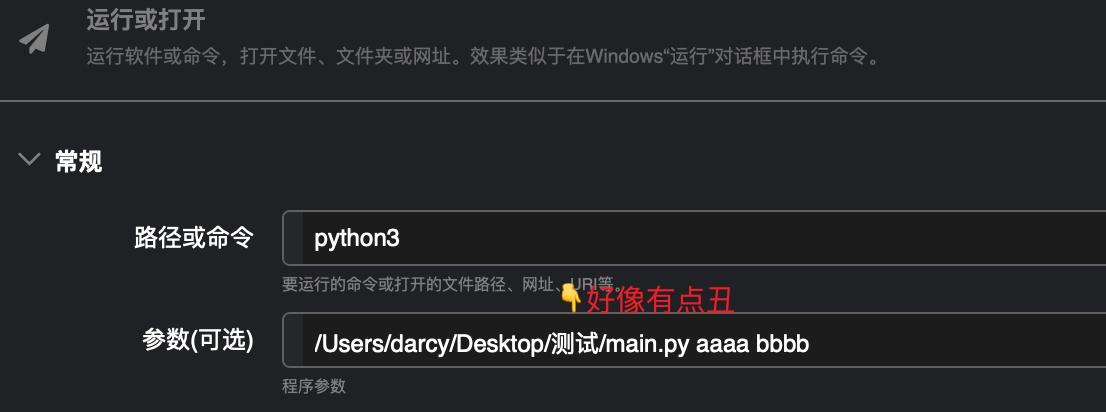 运行或打开
运行软件或命令，打开文件、文件夹或网址。效果类似于在Windows“运行”对话框中执行命令。
常规
路径或命令
python3
要运行的命令或打开的文件路径、网址、URI等。
👇好像有点丑
参数(可选)
/Users/darcy/Desktop/测试/main.py aaaa bbbb
程序参数